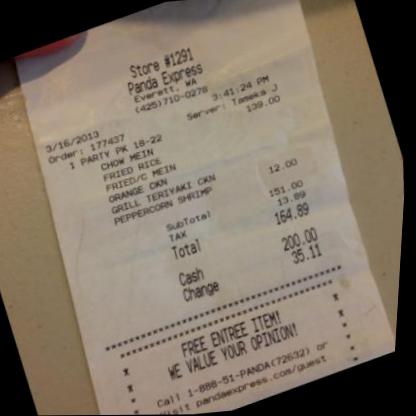 Store #1291
Panda Express
Everett, WA
(425)710-0278 3:41:24 PM
3/16/2013 Server: Tameka J
Order: 177437 139.00
1 PARTY PK 18-22
CHOW MEIN
FRIED RICE
FRIED/C MEIN
ORANGE CKN
GRILL TERIYAKI CKN 12.00
PEPPERCORN SHRIMP
SubTotal 151.00
TAX 13.89
Total 164.89
Cash 200.00
Change 35.11
FREE ENTREE ITEM!
WE VALUE YOUR OPINION!
Call 1-888-51-PANDA(72632) or
Visit pandaexpress.com/guest